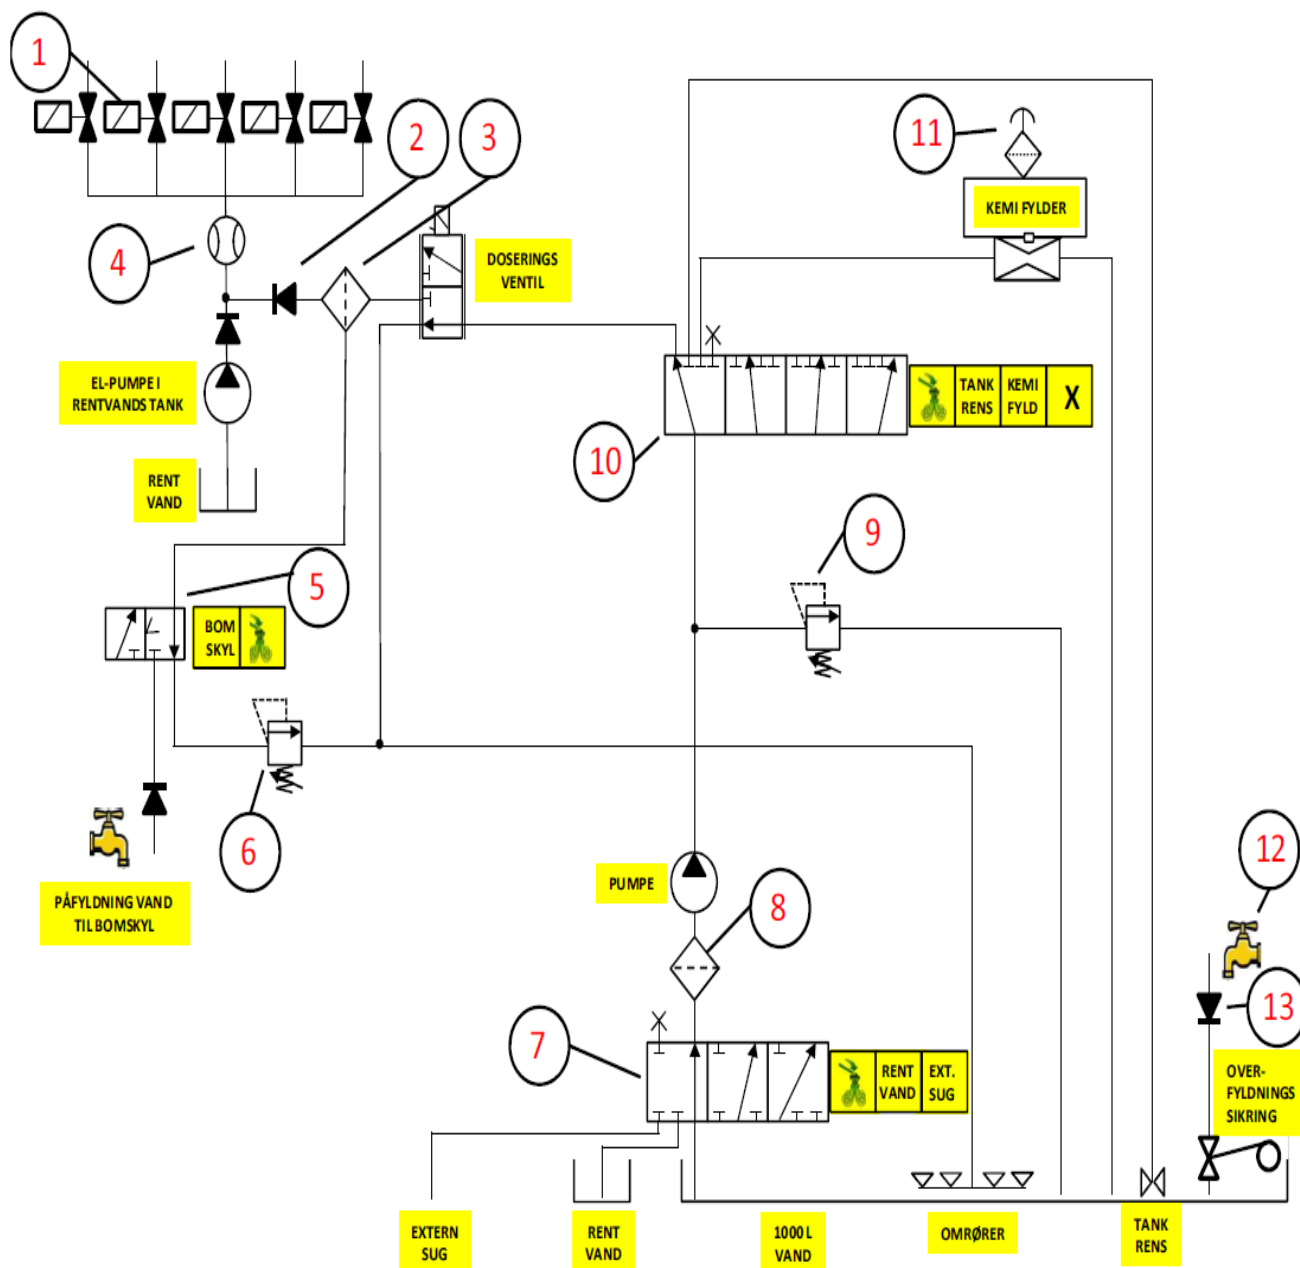 1
2
3
11
KEMI FYLDER
4
DOSERINGS
VENTIL
EL-PUMPE I
RENTVANDS TANK
TANK
RENS
KEMI
FYLD
X
10
RENT
VAND
9
5
BOM
SKYL
6
12
PUMPE
8
PÅFYLDNING VAND
TIL BOMSKYL
13
7
RENT
VAND
EXT.
SUG
OVER-
FYLDNINGS
SIKRING
EXTERN
SUG
RENT
VAND
1000 L
VAND
OMRØRER
TANK
RENS